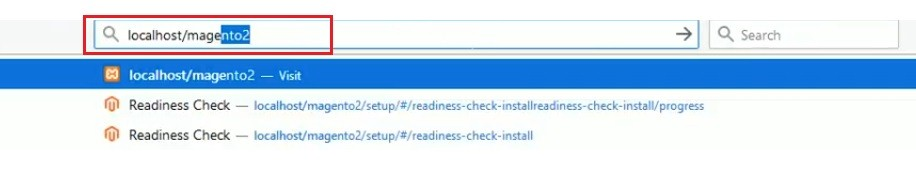 localhost/magento2 Search
localhost/magento2 — Visit
Readiness Check — localhost/magento2/setup/#/readiness-check-installreadiness-check-install/progress
Readiness Check — localhost/magento2/setup/#/readiness-check-install